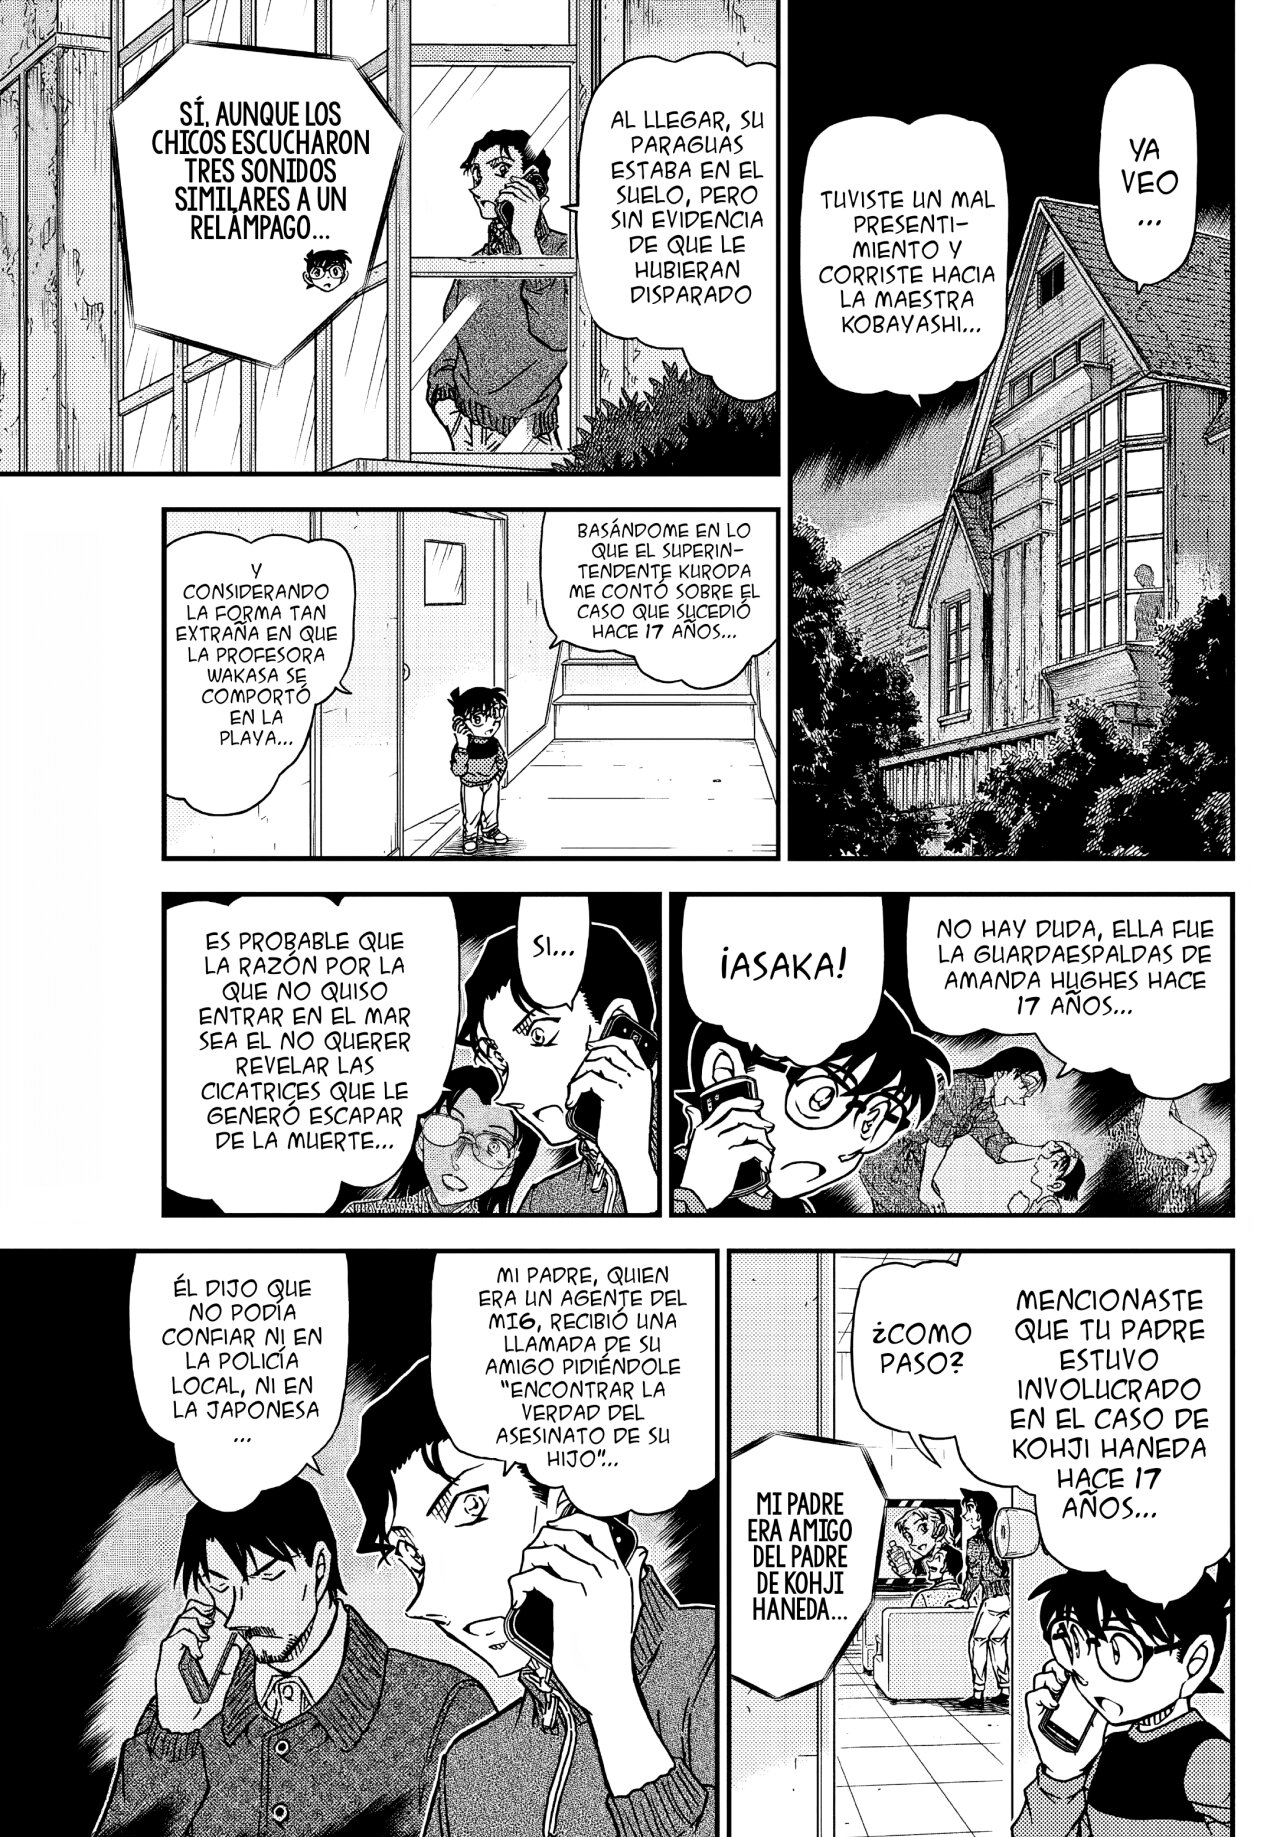 YA
VEO
...
TUVISTE UN MAL
PRESENTI-
MIENTO Y
CORRISTE HACIA
LA MAESTRA
KOBAYASHI...
AL LLEGAR, SU
PARAGUAS
ESTABA EN EL
SUELO, PERO
SIN EVIDENCIA
DE QUE LE
HUBIERAN
DISPARADO
SÍ, AUNQUE LOS
CHICOS ESCUCHARON
TRES SONIDOS
SIMILARES A UN
RELÁMPAGO...
BASÁNDOME EN LO
QUE EL SUPERIN-
TENDENTE KURODA
ME CONTÓ SOBRE EL
CASO QUE SUCEDIÓ
HACE 17 AÑOS...
Y
CONSIDERANDO
LA FORMA TAN
EXTRAÑA EN QUE
LA PROFESORA
WAKASA SE
COMPORTÓ
EN LA
PLAYA...
NO HAY DUDA, ELLA FUE
LA GUARDAESPALDAS DE
AMANDA HUGHES HACE
17 AÑOS...
¡ASAKA!
SI...
ES PROBABLE QUE
LA RAZÓN POR LA
QUE NO QUISO
ENTRAR EN EL MAR
SEA EL NO QUERER
REVELAR LAS
CICATRICES QUE LE
GENERÓ ESCAPAR
DE LA MUERTE...
MENCIONASTE
QUE TU PADRE
ESTUVO
INVOLUCRADO
EN EL CASO DE
KOHJI HANEDA
HACE 17
AÑOS...
¿COMO
PASO?
MI PADRE
ERA AMIGO
DEL PADRE
DE KOHJI
HANEDA...
MI PADRE, QUIEN
ERA UN AGENTE DEL
MI6, RECIBIÓ UNA
LLAMADA DE SU
AMIGO PIDIÉNDOLE
"ENCONTRAR LA
VERDAD DEL
ASESINATO DE SU
HIJO"...
ÉL DIJO QUE
NO PODÍA
CONFIAR NI EN
LA POLICÍA
LOCAL, NI EN
LA JAPONESA
...